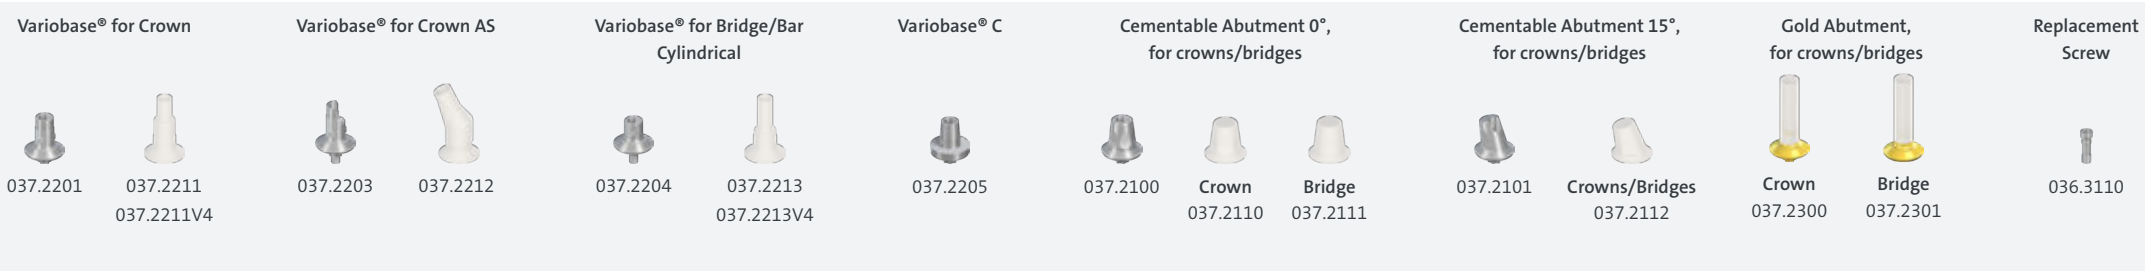 Variobase® for Crown
037.2201
037.2211
037.2211V4
Variobase® for Crown AS
037.2203
037.2212
Variobase® for Bridge/Bar
Cylindrical
037.2204
037.2213
037.2213V4
Variobase® C
037.2205
Cementable Abutment 0°,
for crowns/bridges
037.2100
Crown
037.2110
Bridge
037.2111
Cementable Abutment 15°,
for crowns/bridges
037.2101
Crowns/Bridges
037.2112
Gold Abutment,
for crowns/bridges
Crown
037.2300
Bridge
037.2301
Replacement
Screw
036.3110